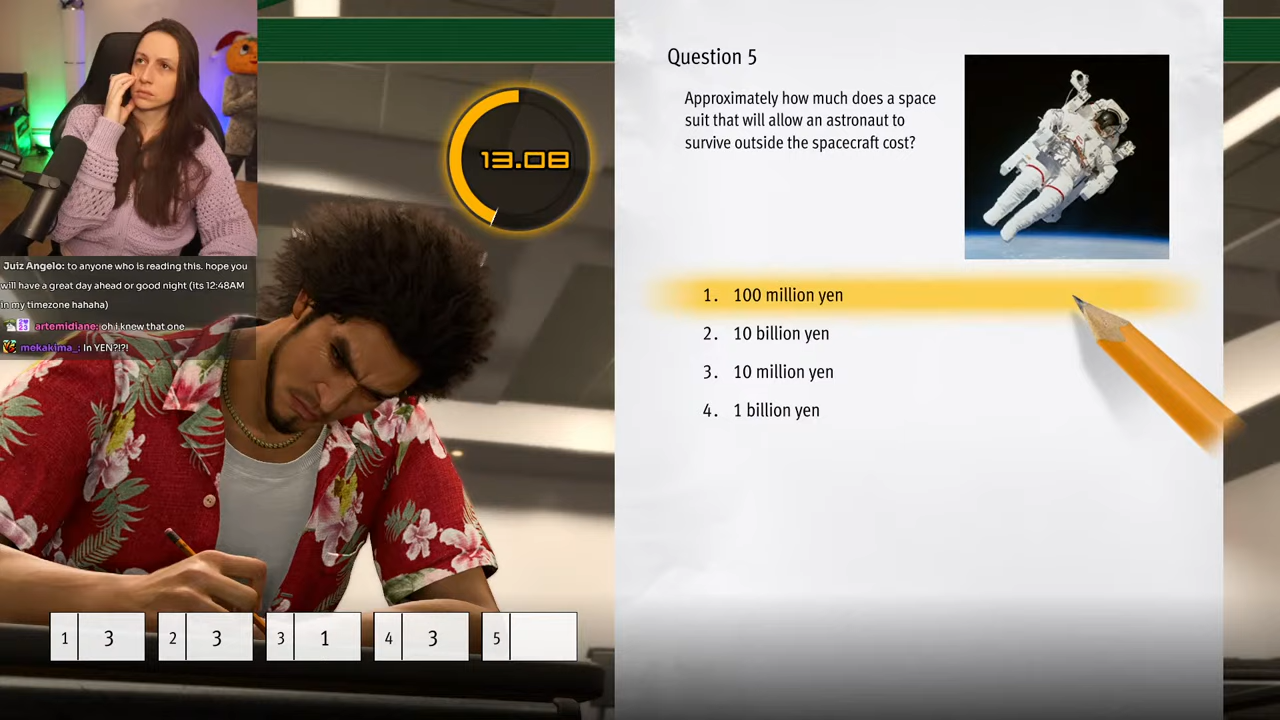 Question 5
Approximately how much does a space
suit that will allow an astronaut to
survive outside the spacecraft cost?
13.08
1. 100 million yen
2. 10 billion yen
3. 10 million yen
4. 1 billion yen
Juiz Angelo: to anyone who is reading this. hope you
will have a great day ahead or good night (its 12:48AM
in my timezone hahaha)
artemidiane: oh i knew that one
mekakima_: In YEN?!?!
1 3 2 3 3 1 4 3 5